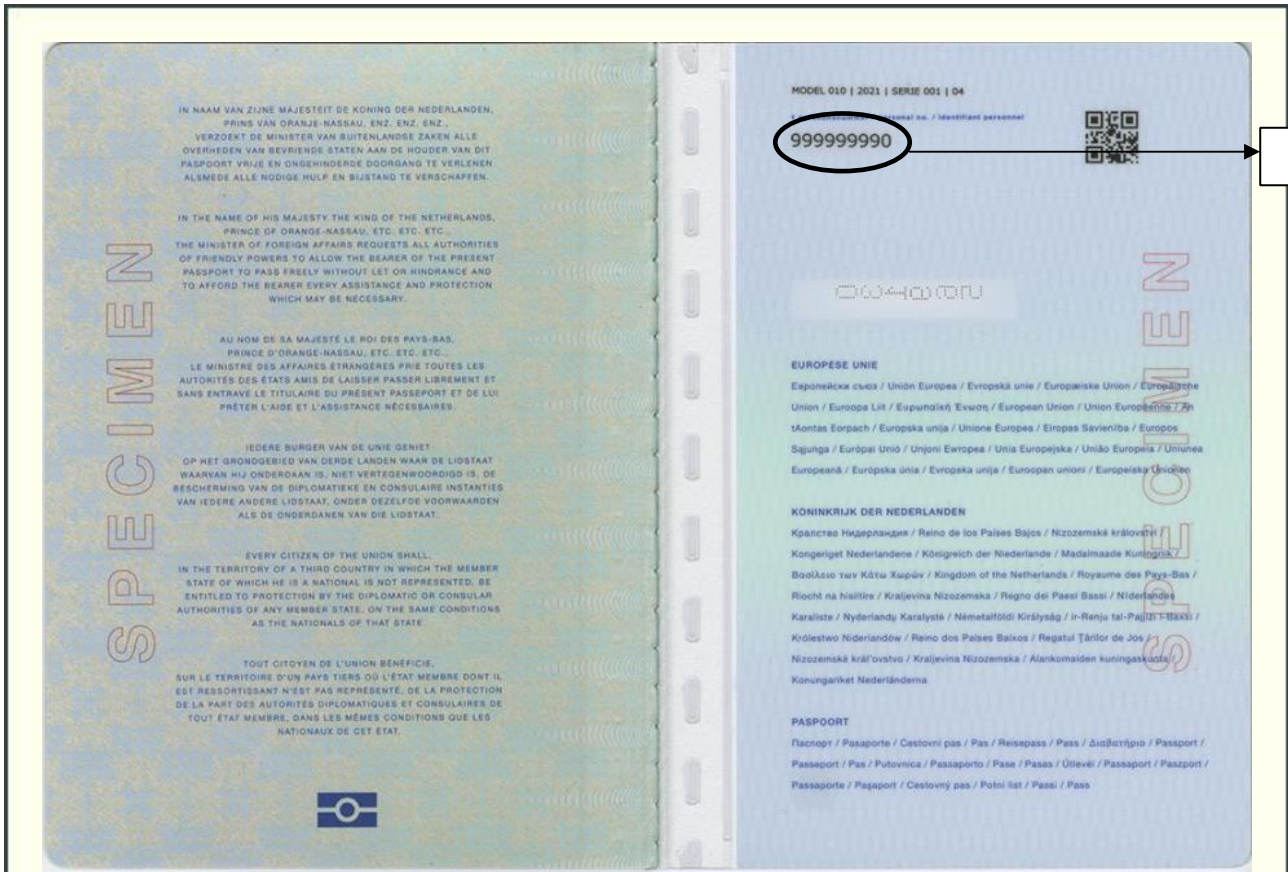 SPECIMEN
IN NAAM VAN ZIJNE MAJESTEIT DE KONING DER NEDERLANDEN,
PRINS VAN ORANJE-NASSAU, ENZ. ENZ. ENZ.,
VERZOEKT DE MINISTER VAN BUITENLANDSE ZAKEN ALLE
OVERHEDEN VAN BEVRIENDE STATEN AAN DE HOUDER VAN DIT
PASPOORT VRIJE EN ONGEHINDERDE DOORGANG TE VERLENEN
ALSMEDE ALLE NODIGE HULP EN BIJSTAND TE VERSCHAFFEN.
IN THE NAME OF HIS MAJESTY THE KING OF THE NETHERLANDS,
PRINCE OF ORANGE-NASSAU, ETC. ETC. ETC.,
THE MINISTER OF FOREIGN AFFAIRS REQUESTS ALL AUTHORITIES
OF FRIENDLY POWERS TO ALLOW THE BEARER OF THE PRESENT
PASSPORT TO PASS FREELY WITHOUT LET OR HINDRANCE AND
TO AFFORD THE BEARER EVERY ASSISTANCE AND PROTECTION
WHICH MAY BE NECESSARY.
AU NOM DE SA MAJESTÉ LE ROI DES PAYS-BAS,
PRINCE D'ORANGE-NASSAU, ETC. ETC. ETC.,
LE MINISTRE DES AFFAIRES ÉTRANGÈRES PRIE TOUTES LES
AUTORITÉS DES ÉTATS AMIS DE LAISSER PASSER LIBREMENT ET
SANS ENTRAVE LE TITULAIRE DU PRÉSENT PASSEPORT ET DE LUI
PRÊTER L'AIDE ET L'ASSISTANCE NÉCESSAIRES.
IEDERE BURGER VAN DE UNIE GENIET
OP HET GRONDGEBIED VAN DERDE LANDEN WAAR DE LIDSTAAT
WAARVAN HIJ ONDERDAAN IS, NIET VERTEGENWOORDIGD IS, DE
BESCHERMING VAN DE DIPLOMATIEKE EN CONSULAIRE INSTANTIES
VAN IEDERE ANDERE LIDSTAAT, ONDER DEZELFDE VOORWAARDEN
ALS DE ONDERDANEN VAN DIE LIDSTAAT.
EVERY CITIZEN OF THE UNION SHALL,
IN THE TERRITORY OF A THIRD COUNTRY IN WHICH THE MEMBER
STATE OF WHICH HE IS A NATIONAL IS NOT REPRESENTED, BE
ENTITLED TO PROTECTION BY THE DIPLOMATIC OR CONSULAR
AUTHORITIES OF ANY MEMBER STATE, ON THE SAME CONDITIONS
AS THE NATIONALS OF THAT STATE.
TOUT CITOYEN DE L'UNION BÉNÉFICIE,
SUR LE TERRITOIRE D'UN PAYS TIERS OÙ L'ÉTAT MEMBRE DONT IL
EST RESSORTISSANT N'EST PAS REPRÉSENTÉ, DE LA PROTECTION
DE LA PART DES AUTORITÉS DIPLOMATIQUES ET CONSULAIRES DE
TOUT ÉTAT MEMBRE, DANS LES MÊMES CONDITIONS QUE LES
NATIONAUX DE CET ÉTAT.
MODEL 010 | 2021 | SERIE 001 | 04
personal no. / identifiant personnel
999999990
SPECIMEN
EUROPESE UNIE
Европейски съюз / Unión Europea / Evropská unie / Europæiske Union / Europäische
Union / Euroopa Liit / Ευρωπαϊκή Ένωση / European Union / Union Européenne / An
tAontas Eorpach / Europska unija / Unione Europea / Eiropas Savienība / Europos
Sąjunga / Európai Unió / Unjoni Ewropea / Unia Europejska / União Europeia / Uniunea
Europeană / Európska únia / Evropska unija / Euroopan unioni / Europeiska Unionen
KONINKRIJK DER NEDERLANDEN
Кралство Нидерландия / Reino de los Países Bajos / Nizozemské království /
Kongeriget Nederlandene / Königreich der Niederlande / Madalmaade Kuningriik /
Βασίλειο των Κάτω Χωρών / Kingdom of the Netherlands / Royaume des Pays-Bas /
Ríocht na hÍsiltíre / Kraljevina Nizozemska / Regno dei Paesi Bassi / Nīderlandes
Karaliste / Nyderlandų Karalystė / Németalföldi Királyság / Ir-Renju tal-Pajjiżi l-Baxxi /
Królestwo Niderlandów / Reino dos Países Baixos / Regatul Țărilor de Jos /
Nizozemské kráľovstvo / Kraljevina Nizozemska / Alankomaiden kuningaskunta /
Konungariket Nederländerna
PASPOORT
Паспорт / Pasaporte / Cestovní pas / Pas / Reisepass / Pass / Διαβατήριο / Passport /
Passeport / Pas / Putovnica / Passaporto / Pase / Pasas / Útlevél / Passaport / Paszport /
Passaporte / Paşaport / Cestovný pas / Potni list / Passi / Pass